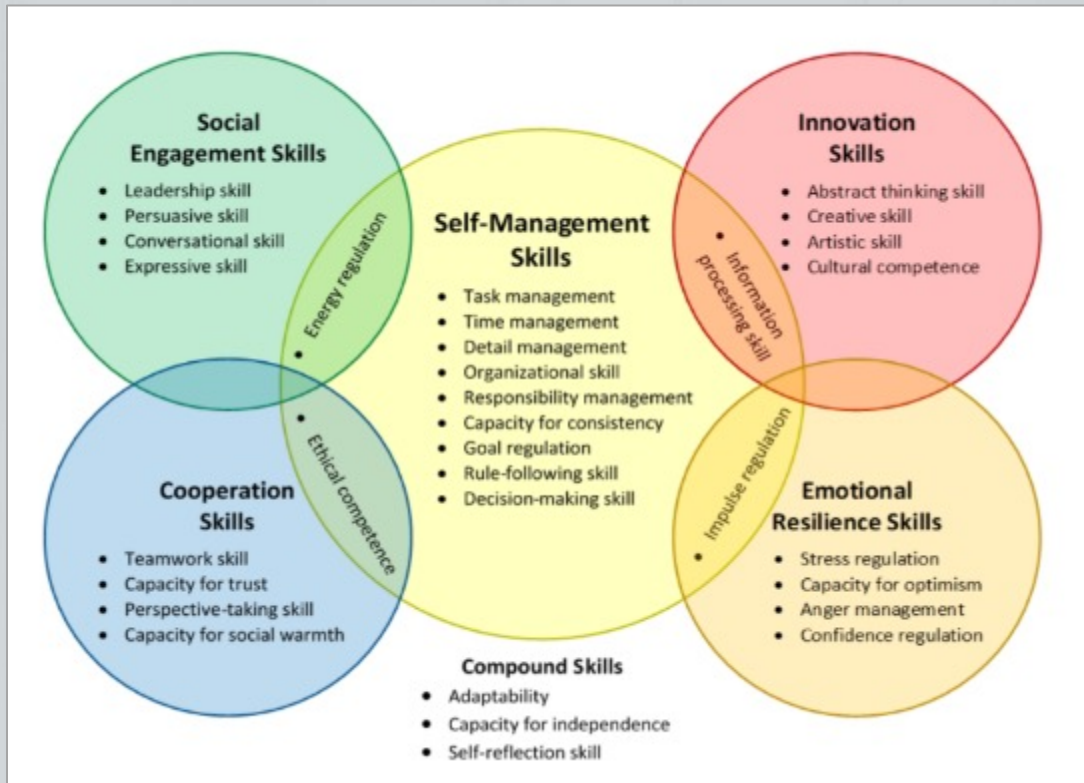 Social
Engagement Skills
• Leadership skill
• Persuasive skill
• Conversational skill
• Expressive skill
• Energy regulation
Self-Management
Skills
• Task management
• Time management
• Detail management
• Organizational skill
• Responsibility management
• Capacity for consistency
• Goal regulation
• Rule-following skill
• Decision-making skill
• Information
processing skill
Innovation
Skills
• Abstract thinking skill
• Creative skill
• Artistic skill
• Cultural competence
Cooperation
Skills
• Teamwork skill
• Capacity for trust
• Perspective-taking skill
• Capacity for social warmth
• Ethical competence
• Impulse regulation
Emotional
Resilience Skills
• Stress regulation
• Capacity for optimism
• Anger management
• Confidence regulation
Compound Skills
• Adaptability
• Capacity for independence
• Self-reflection skill